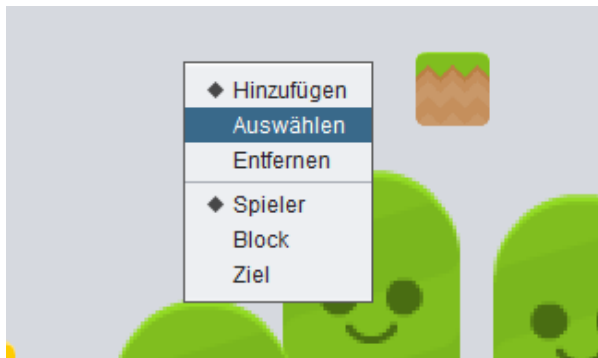 Hinzufügen
Auswählen
Entfernen
Spieler
Block
Ziel